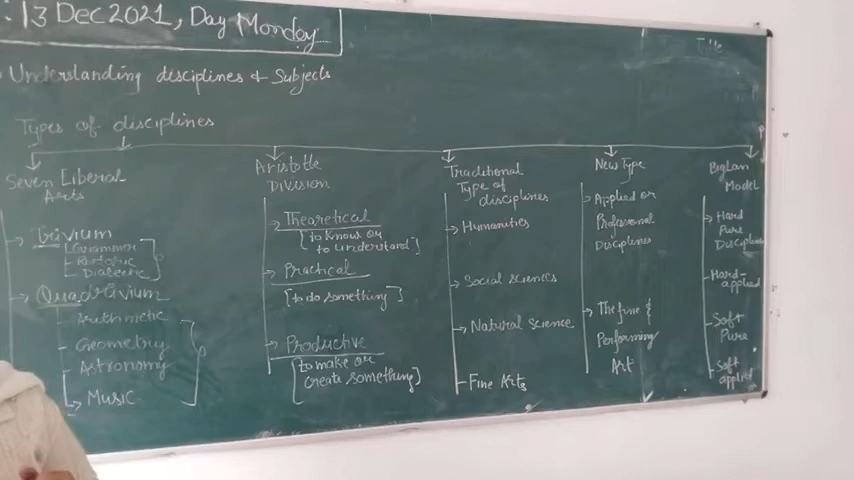 : 13 Dec 2021, Day Monday
Understanding disciplines & Subjects
Types of disciplines
Seven Liberal
Arts
Trivium
Grammar
Rhetoric
Dialectic
Quadrivium
Arithmetic
Geometry
Astronomy
Music
Aristotle
Division
Theoretical
[to know or
to understand]
Practical
[to do something]
Productive
[to make or
create something]
Traditional
Type of
disciplines
Humanities
Social sciences
Natural Science
Fine Arts
New Type
Applied or
Professional
Disciplines
The fine &
Performing
Art
Biglan
Model
Hard
Pure
Disciplines
Hard-
applied
Soft
Pure
Soft
applied